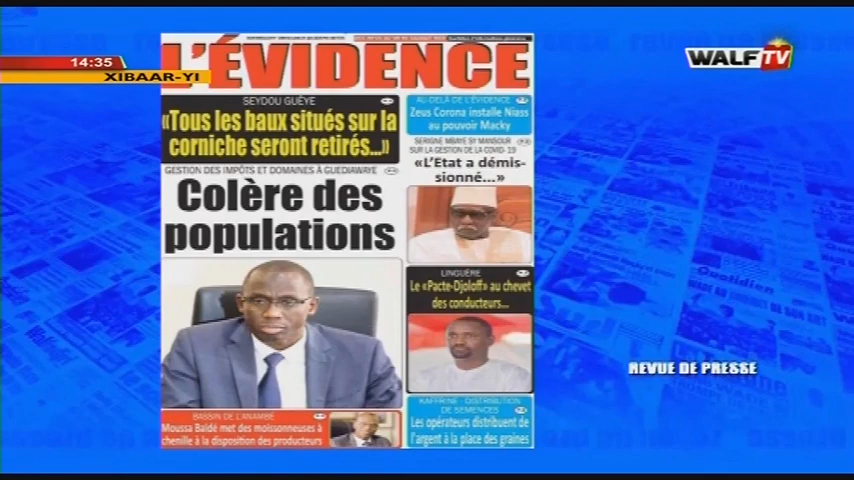 14:35
XIBAAR-YI
WALF TV
L'ÉVIDENCE
SEYDOU GUÈYE
«Tous les baux situés sur la
corniche seront retirés...»
GESTION DES IMPÔTS ET DOMAINES À GUEDIAWAYE
Colère des
populations
BASSIN DE L'ANAMBÉ
Moussa Baldé met des moissonneuses à
chenille à la disposition des producteurs
AU-DELÀ DE L'ÉVIDENCE
Zeus Corona installe Niass
au pouvoir Macky
SERIGNE MBAYE SY MANSOUR
SUR LA GESTION DE LA COVID-19
«L'Etat a démis-
sionné...»
LINGUÈRE
Le «Pacte-Djoloff» au chevet
des conducteurs...
KAFFRINE - DISTRIBUTION
DE SEMENCES
Les opérateurs distribuent de
l'argent à la place des graines
REVUE DE PRESSE
Quotidien